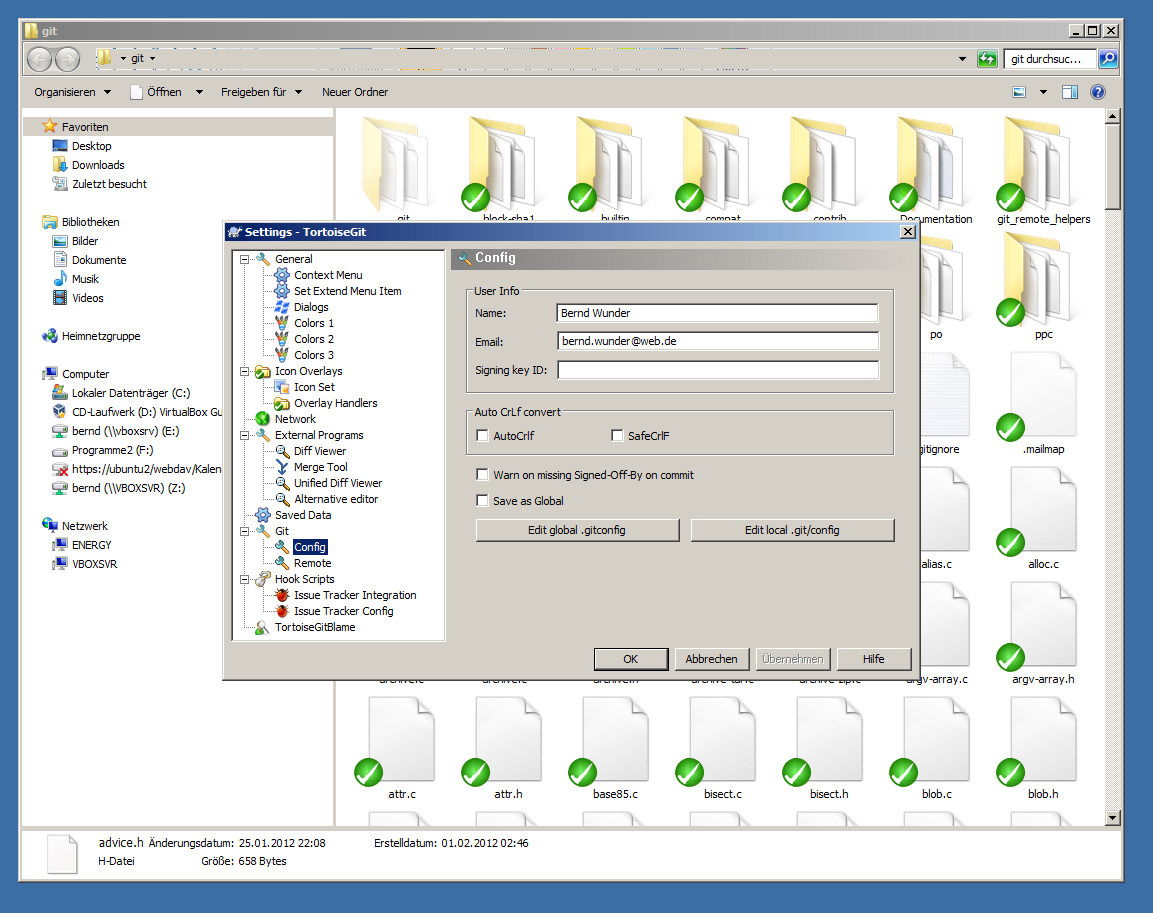 git
git
git durchsuc...
Organisieren Öffnen Freigeben für Neuer Ordner
Favoriten
Desktop
Downloads
Zuletzt besucht
Bibliotheken
Bilder
Dokumente
Musik
Videos
Heimnetzgruppe
Computer
Lokaler Datenträger (C:)
CD-Laufwerk (D:) VirtualBox Gu
bernd (\\vboxsrv) (E:)
Programme2 (F:)
https://ubuntu2/webdav/Kalen
bernd (\\VBOXSVR) (Z:)
Netzwerk
ENERGY
VBOXSVR
git block-sha1 builtin compat contrib Documentation git_remote_helpers
po ppc
gitignore .mailmap
alias.c alloc.c
argv-array.c argv-array.h
attr.c attr.h base85.c bisect.c bisect.h blob.c blob.h
Settings - TortoiseGit
General
Context Menu
Set Extend Menu Item
Dialogs
Colors 1
Colors 2
Colors 3
Icon Overlays
Icon Set
Overlay Handlers
Network
External Programs
Diff Viewer
Merge Tool
Unified Diff Viewer
Alternative editor
Saved Data
Git
Config
Remote
Hook Scripts
Issue Tracker Integration
Issue Tracker Config
TortoiseGitBlame
Config
User Info
Name: Bernd Wunder
Email: bernd.wunder@web.de
Signing key ID:
Auto CrLf convert
AutoCrlf SafeCrlF
Warn on missing Signed-Off-By on commit
Save as Global
Edit global .gitconfig Edit local .git/config
OK Abbrechen Übernehmen Hilfe
advice.h Änderungsdatum: 25.01.2012 22:08 Erstelldatum: 01.02.2012 02:46
H-Datei Größe: 658 Bytes